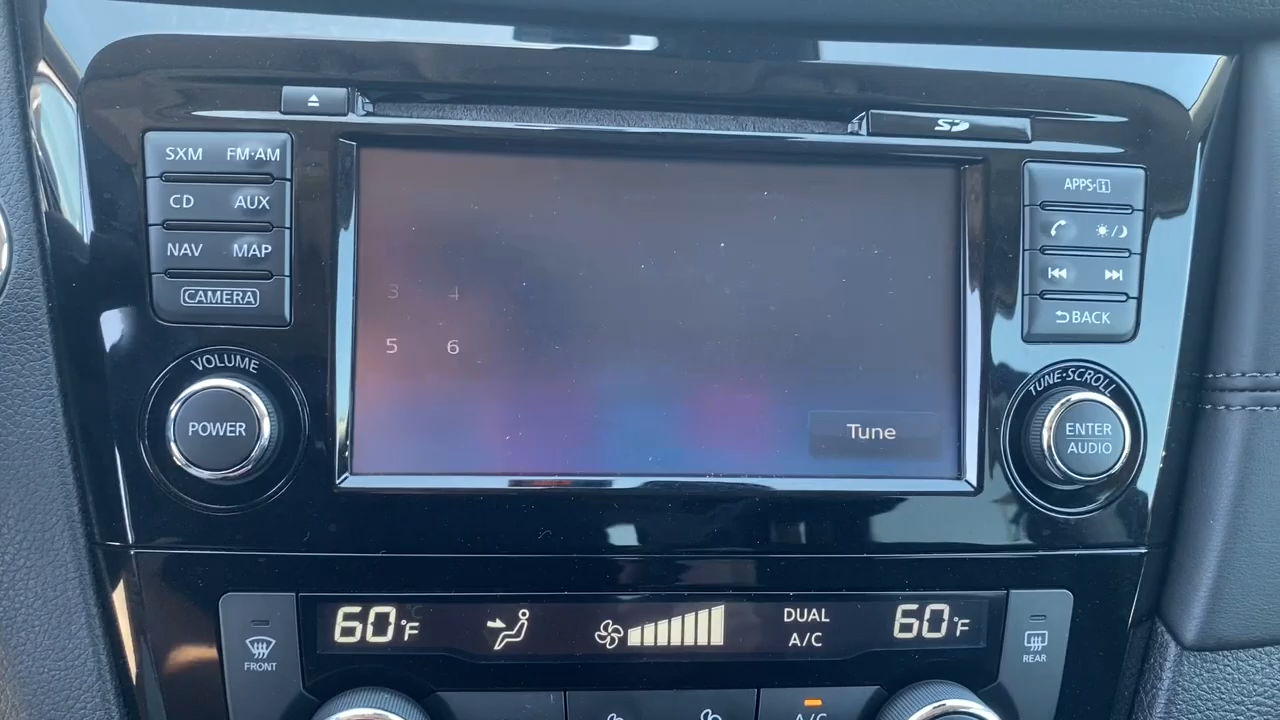 SD
SXM FM·AM
CD AUX
NAV MAP
CAMERA
VOLUME
POWER
3 4
5 6
Tune
APPS·i
BACK
TUNE·SCROLL
ENTER
AUDIO
FRONT
60°F
DUAL
A/C
60°F
REAR
A/C